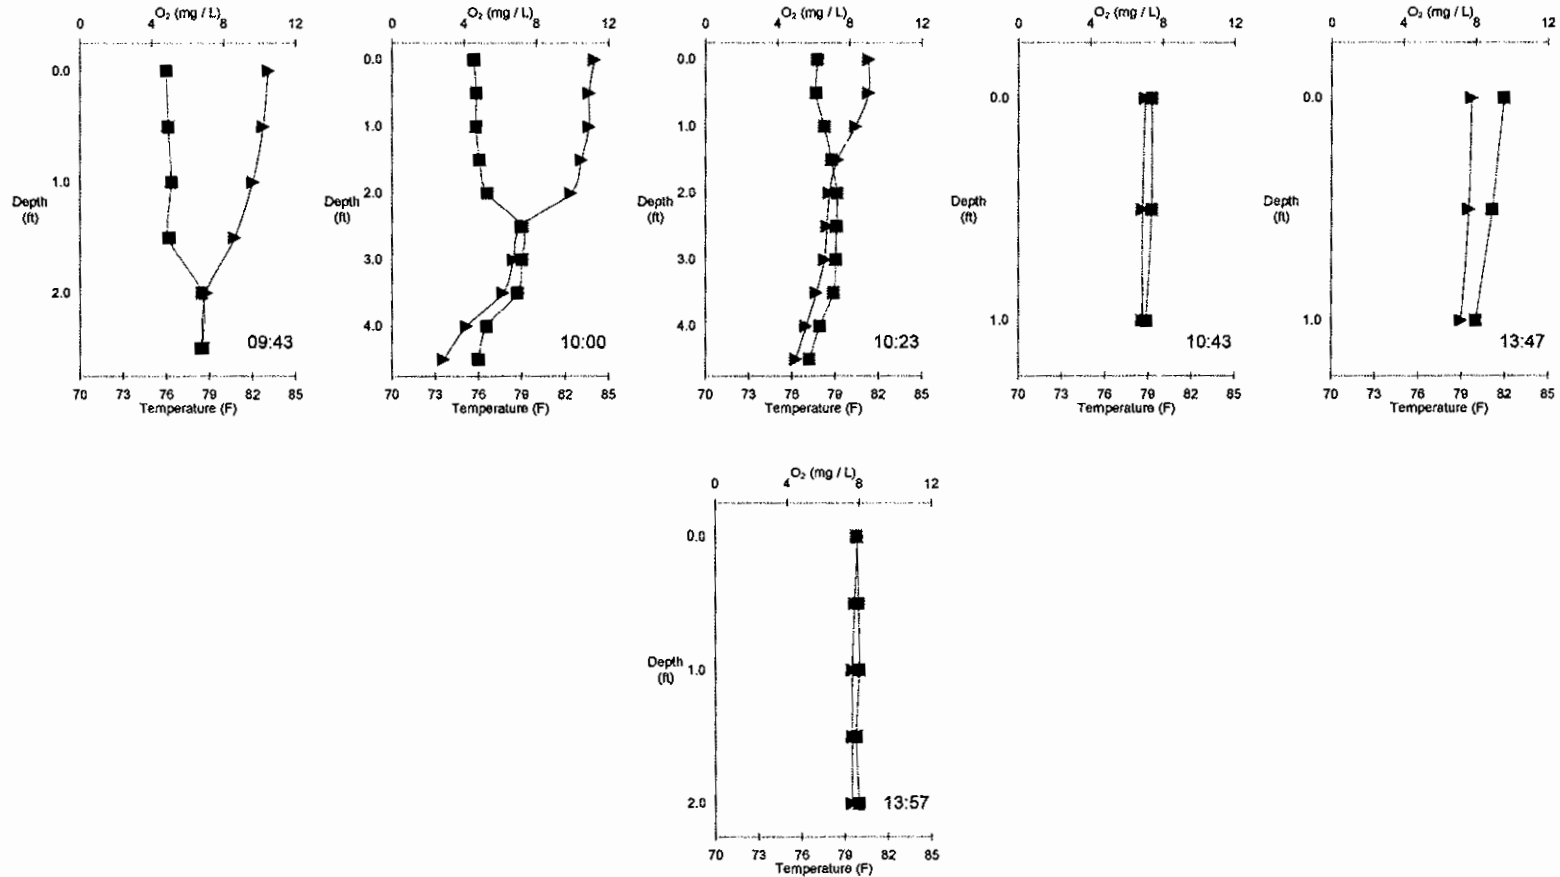 O₂ (mg / L)
0 4 8 12
0.0
1.0
Depth
(ft)
2.0
09:43
70 73 76 79 82 85
Temperature (F)
O₂ (mg / L)
0 4 8 12
0.0
1.0
2.0
Depth
(ft)
3.0
4.0
10:00
70 73 76 79 82 85
Temperature (F)
O₂ (mg / L)
0 4 8 12
0.0
1.0
2.0
Depth
(ft)
3.0
4.0
10:23
70 73 76 79 82 85
Temperature (F)
O₂ (mg / L)
0 4 8 12
0.0
Depth
(ft)
1.0
10:43
70 73 76 79 82 85
Temperature (F)
O₂ (mg / L)
0 4 8 12
0.0
Depth
(ft)
1.0
13:47
70 73 76 79 82 85
Temperature (F)
O₂ (mg / L)
0 4 8 12
0.0
Depth
(ft)
1.0
2.0
13:57
70 73 76 79 82 85
Temperature (F)